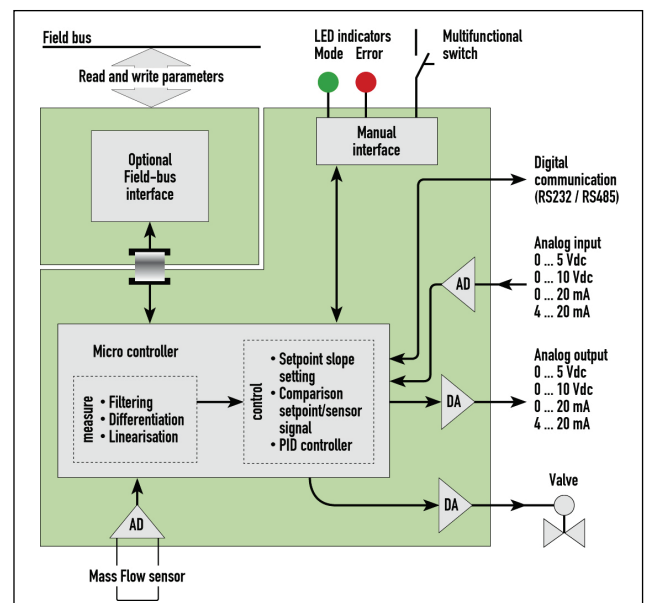 Field bus
Read and write parameters
LED indicators
Mode Error
Multifunctional
switch
Manual
interface
Optional
Field-bus
interface
Digital
communication
(RS232 / RS485)
Analog input
0 ... 5 Vdc
0 ... 10 Vdc
0 ... 20 mA
4 ... 20 mA
AD
Micro controller
measure
• Filtering
• Differentiation
• Linearisation
control
• Setpoint slope
setting
• Comparison
setpoint/sensor
signal
• PID controller
Analog output
0 ... 5 Vdc
0 ... 10 Vdc
0 ... 20 mA
4 ... 20 mA
DA
Valve
DA
AD
Mass Flow sensor